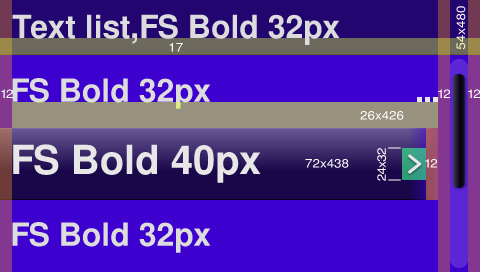 Text list,FS Bold 32px
54x480
17
12 FS Bold 32px 12 12
26x426
FS Bold 40px 72x438 24x32 12
FS Bold 32px